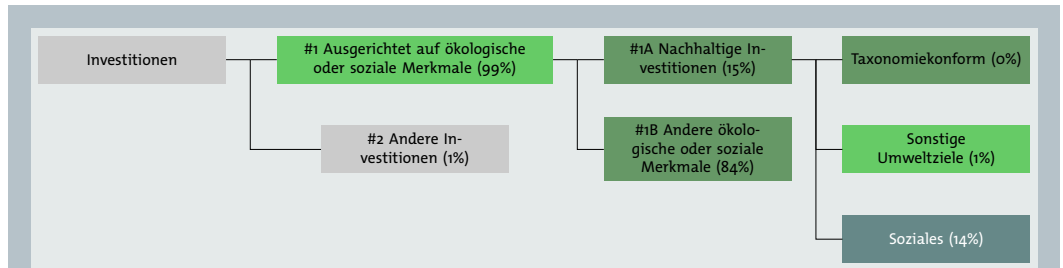 Investitionen
#1 Ausgerichtet auf ökologische
oder soziale Merkmale (99%)
#1A Nachhaltige In-
vestitionen (15%)
Taxonomiekonform (0%)
#2 Andere In-
vestitionen (1%)
#1B Andere ökolo-
gische oder soziale
Merkmale (84%)
Sonstige
Umweltziele (1%)
Soziales (14%)